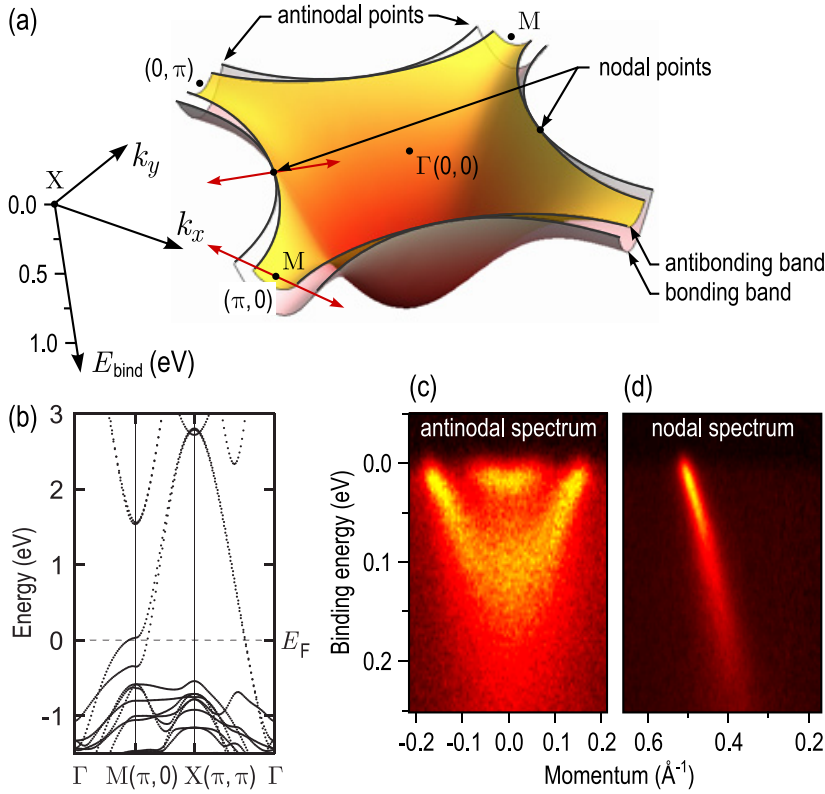 (a)
antinodal points
M
(0, π)
nodal points
k_y
X
Γ(0,0)
0.0
k_x
M
antibonding band
0.5
(π,0)
bonding band
1.0
E_bind (eV)
(b)
(c)
(d)
3
antinodal spectrum
nodal spectrum
2
1
0
-1
Energy (eV)
E_F
Γ M(π,0) X(π,π) Γ
0.0
0.1
0.2
Binding energy (eV)
-0.2 -0.1 0.0 0.1 0.2
0.6 0.4 0.2
Momentum (Å⁻¹)